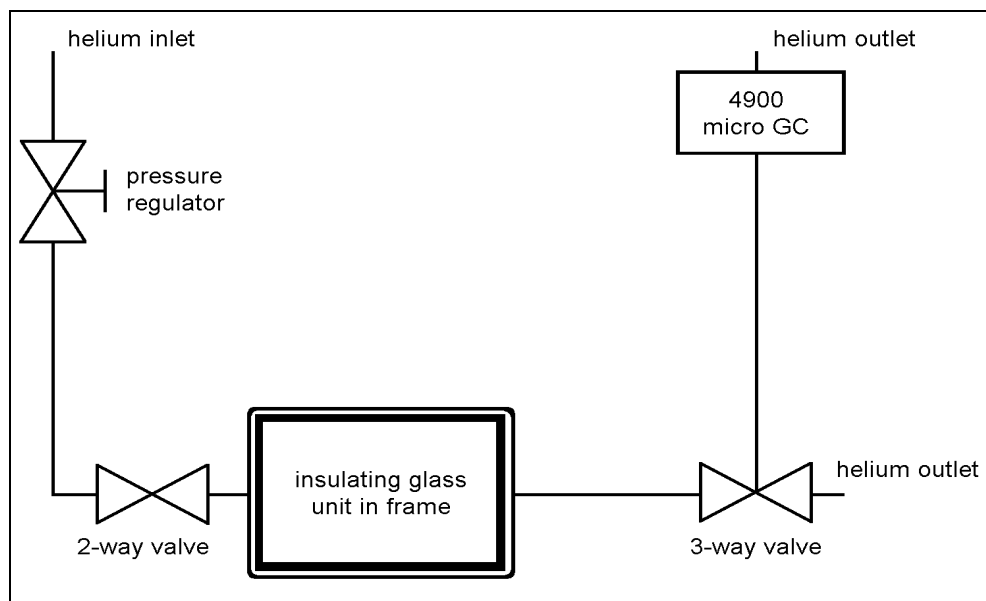 helium inlet
helium outlet
4900
micro GC
pressure
regulator
insulating glass
unit in frame
helium outlet
2-way valve
3-way valve